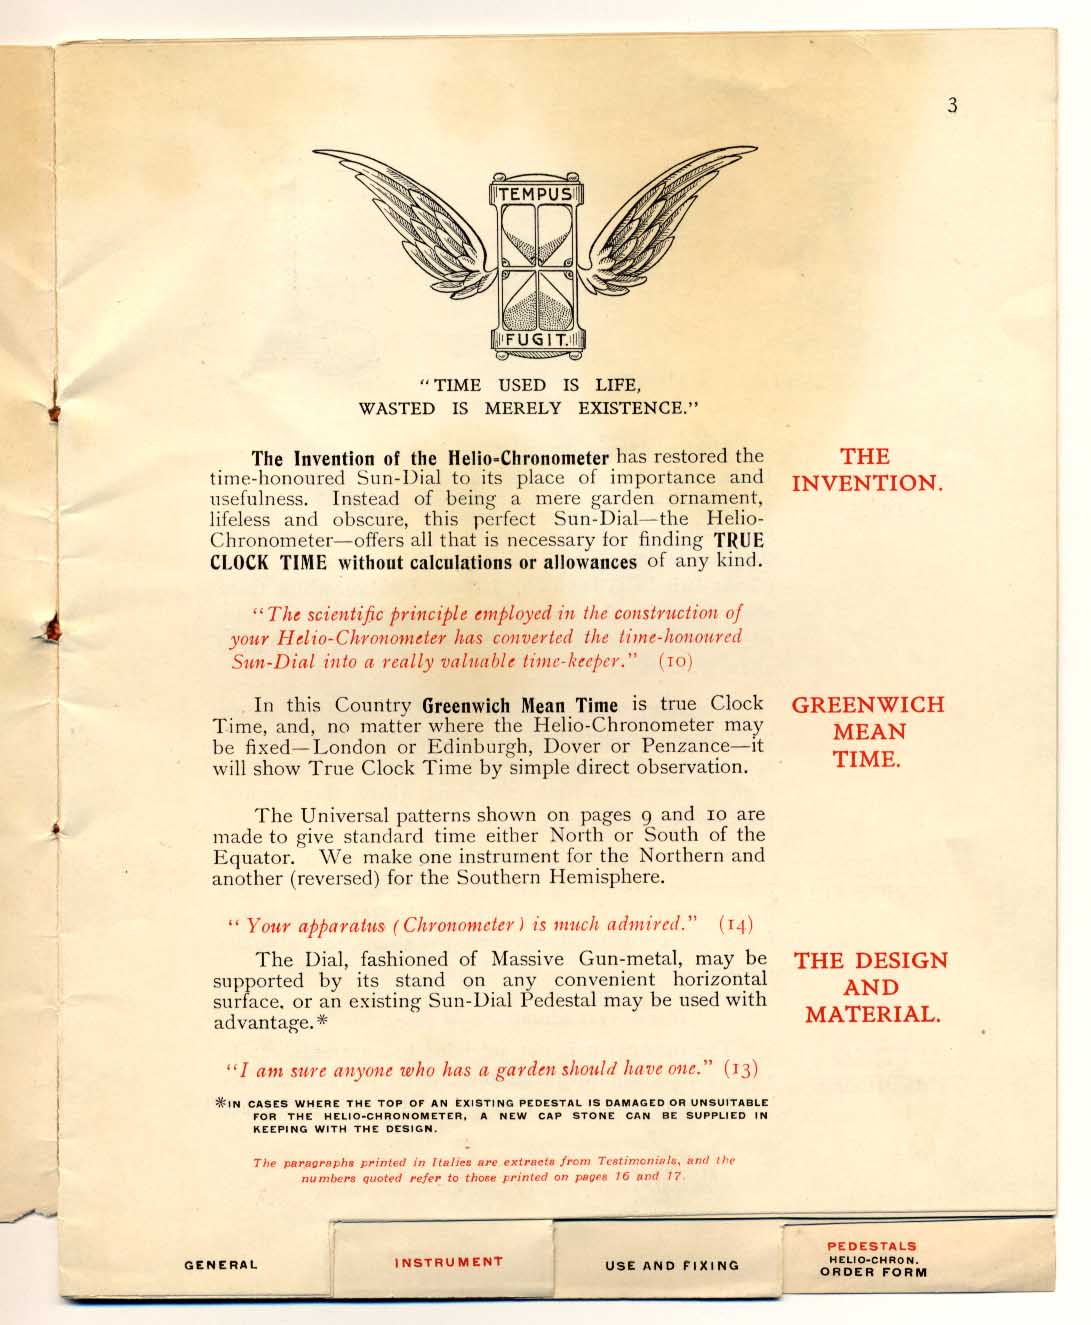 3
TEMPUS
FUGIT.
“TIME USED IS LIFE,
WASTED IS MERELY EXISTENCE.”
The Invention of the Helio=Chronometer has restored the
time-honoured Sun-Dial to its place of importance and
usefulness. Instead of being a mere garden ornament,
lifeless and obscure, this perfect Sun-Dial—the Helio-
Chronometer—offers all that is necessary for finding TRUE
CLOCK TIME without calculations or allowances of any kind.
THE
INVENTION.
“The scientific principle employed in the construction of
your Helio-Chronometer has converted the time-honoured
Sun-Dial into a really valuable time-keeper.” (10)
In this Country Greenwich Mean Time is true Clock
Time, and, no matter where the Helio-Chronometer may
be fixed—London or Edinburgh, Dover or Penzance—it
will show True Clock Time by simple direct observation.
GREENWICH
MEAN
TIME.
The Universal patterns shown on pages 9 and 10 are
made to give standard time either North or South of the
Equator. We make one instrument for the Northern and
another (reversed) for the Southern Hemisphere.
“Your apparatus (Chronometer) is much admired.” (14)
The Dial, fashioned of Massive Gun-metal, may be
supported by its stand on any convenient horizontal
surface, or an existing Sun-Dial Pedestal may be used with
advantage.*
THE DESIGN
AND
MATERIAL.
“I am sure anyone who has a garden should have one.” (13)
*IN CASES WHERE THE TOP OF AN EXISTING PEDESTAL IS DAMAGED OR UNSUITABLE
FOR THE HELIO-CHRONOMETER, A NEW CAP STONE CAN BE SUPPLIED IN
KEEPING WITH THE DESIGN.
The paragraphs printed in Italics are extracts from Testimonials, and the
numbers quoted refer to those printed on pages 16 and 17.
GENERAL
INSTRUMENT
USE AND FIXING
PEDESTALS
HELIO-CHRON.
ORDER FORM